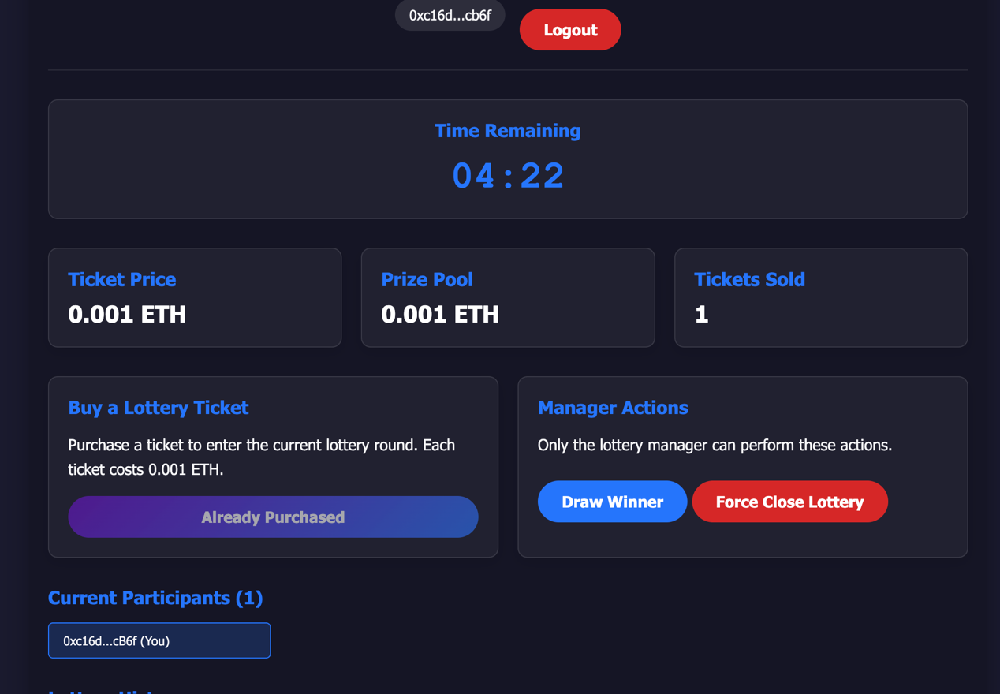 0xc16d...cb6f
Logout
Time Remaining
04:22
Ticket Price
0.001 ETH
Prize Pool
0.001 ETH
Tickets Sold
1
Buy a Lottery Ticket
Purchase a ticket to enter the current lottery round. Each
ticket costs 0.001 ETH.
Already Purchased
Manager Actions
Only the lottery manager can perform these actions.
Draw Winner
Force Close Lottery
Current Participants (1)
0xc16d...cB6f (You)